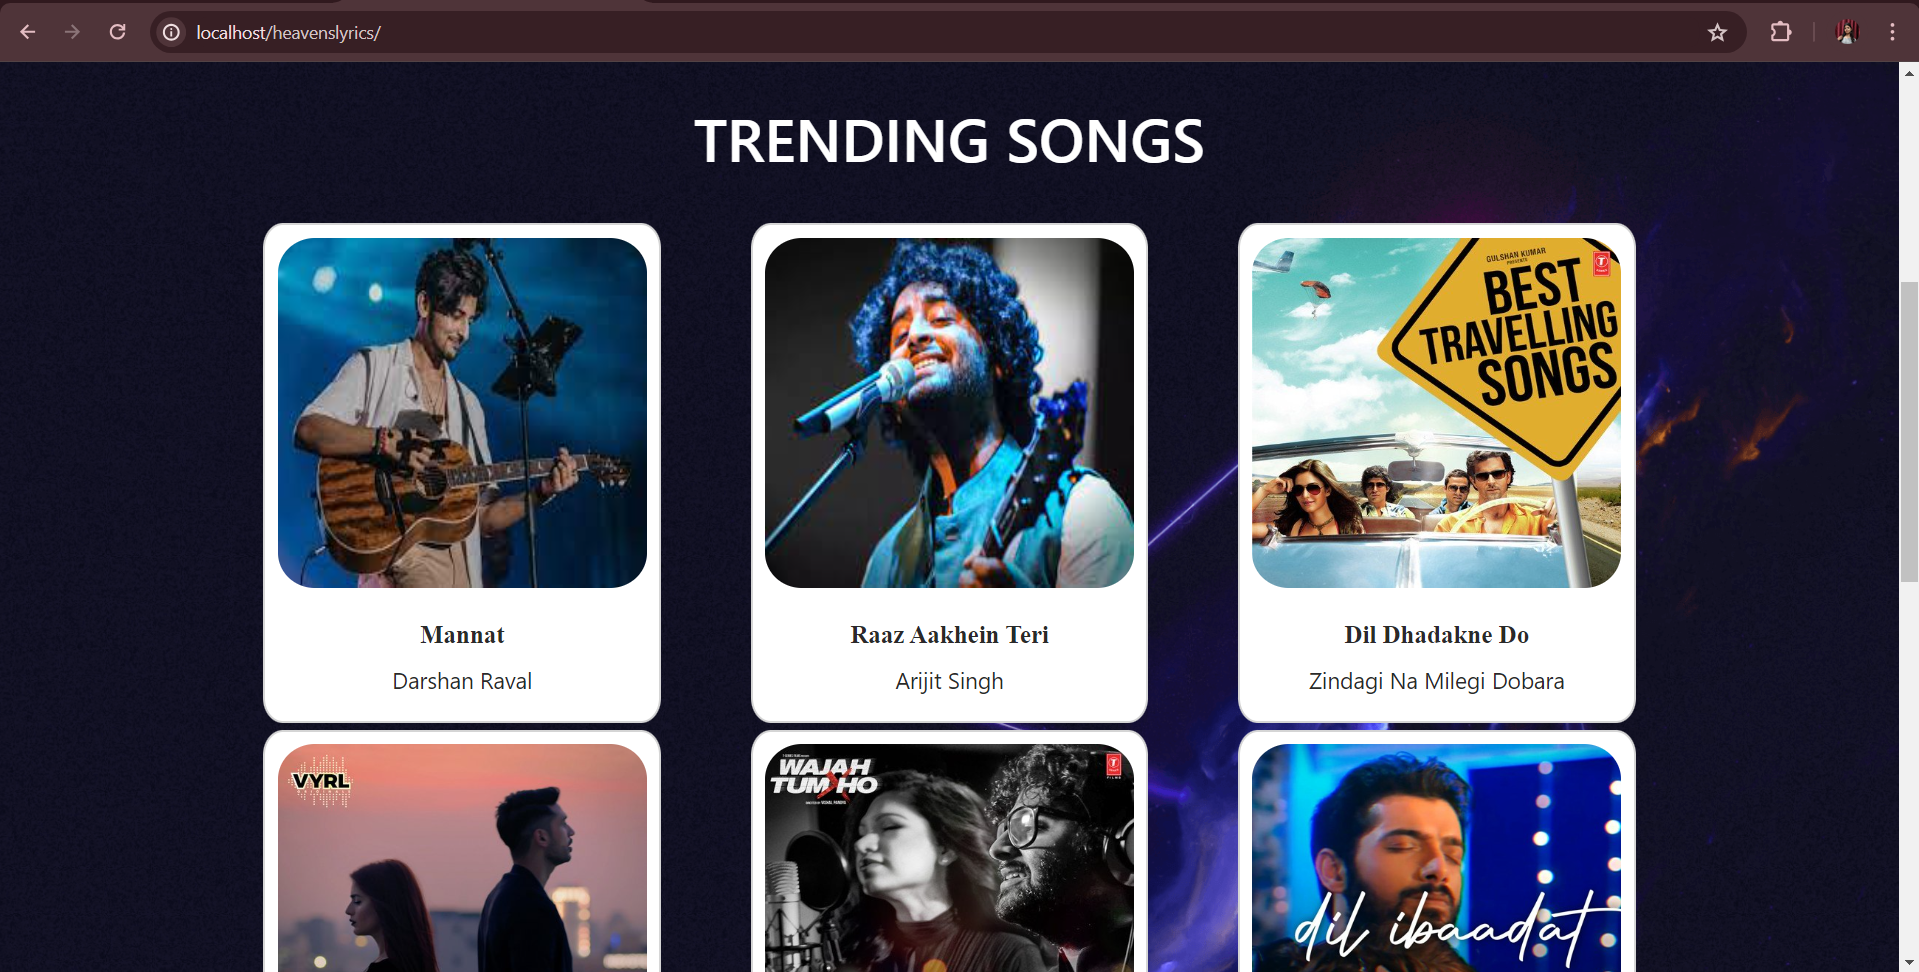 localhost/heavenslyrics/
TRENDING SONGS
GULSHAN KUMAR
PRESENTS
BEST
TRAVELLING
SONGS
Mannat
Darshan Raval
Raaz Aakhein Teri
Arijit Singh
Dil Dhadakne Do
Zindagi Na Milegi Dobara
VYRL
WAJAH
TUM HO
dil ibaadat